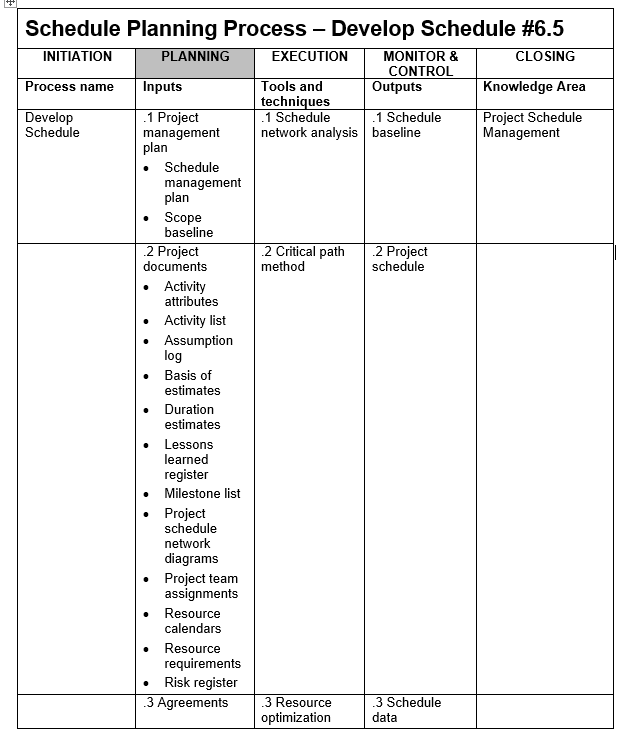 Schedule Planning Process – Develop Schedule #6.5
INITIATION
PLANNING
EXECUTION
MONITOR &
CONTROL
CLOSING
Process name
Inputs
Tools and
techniques
Outputs
Knowledge Area
Develop
Schedule
.1 Project
management
plan
• Schedule
management
plan
• Scope
baseline
.1 Schedule
network analysis
.1 Schedule
baseline
Project Schedule
Management
.2 Project
documents
• Activity
attributes
• Activity list
• Assumption
log
• Basis of
estimates
• Duration
estimates
• Lessons
learned
register
• Milestone list
• Project
schedule
network
diagrams
• Project team
assignments
• Resource
calendars
• Resource
requirements
• Risk register
.2 Critical path
method
.2 Project
schedule
.3 Agreements
.3 Resource
optimization
.3 Schedule
data